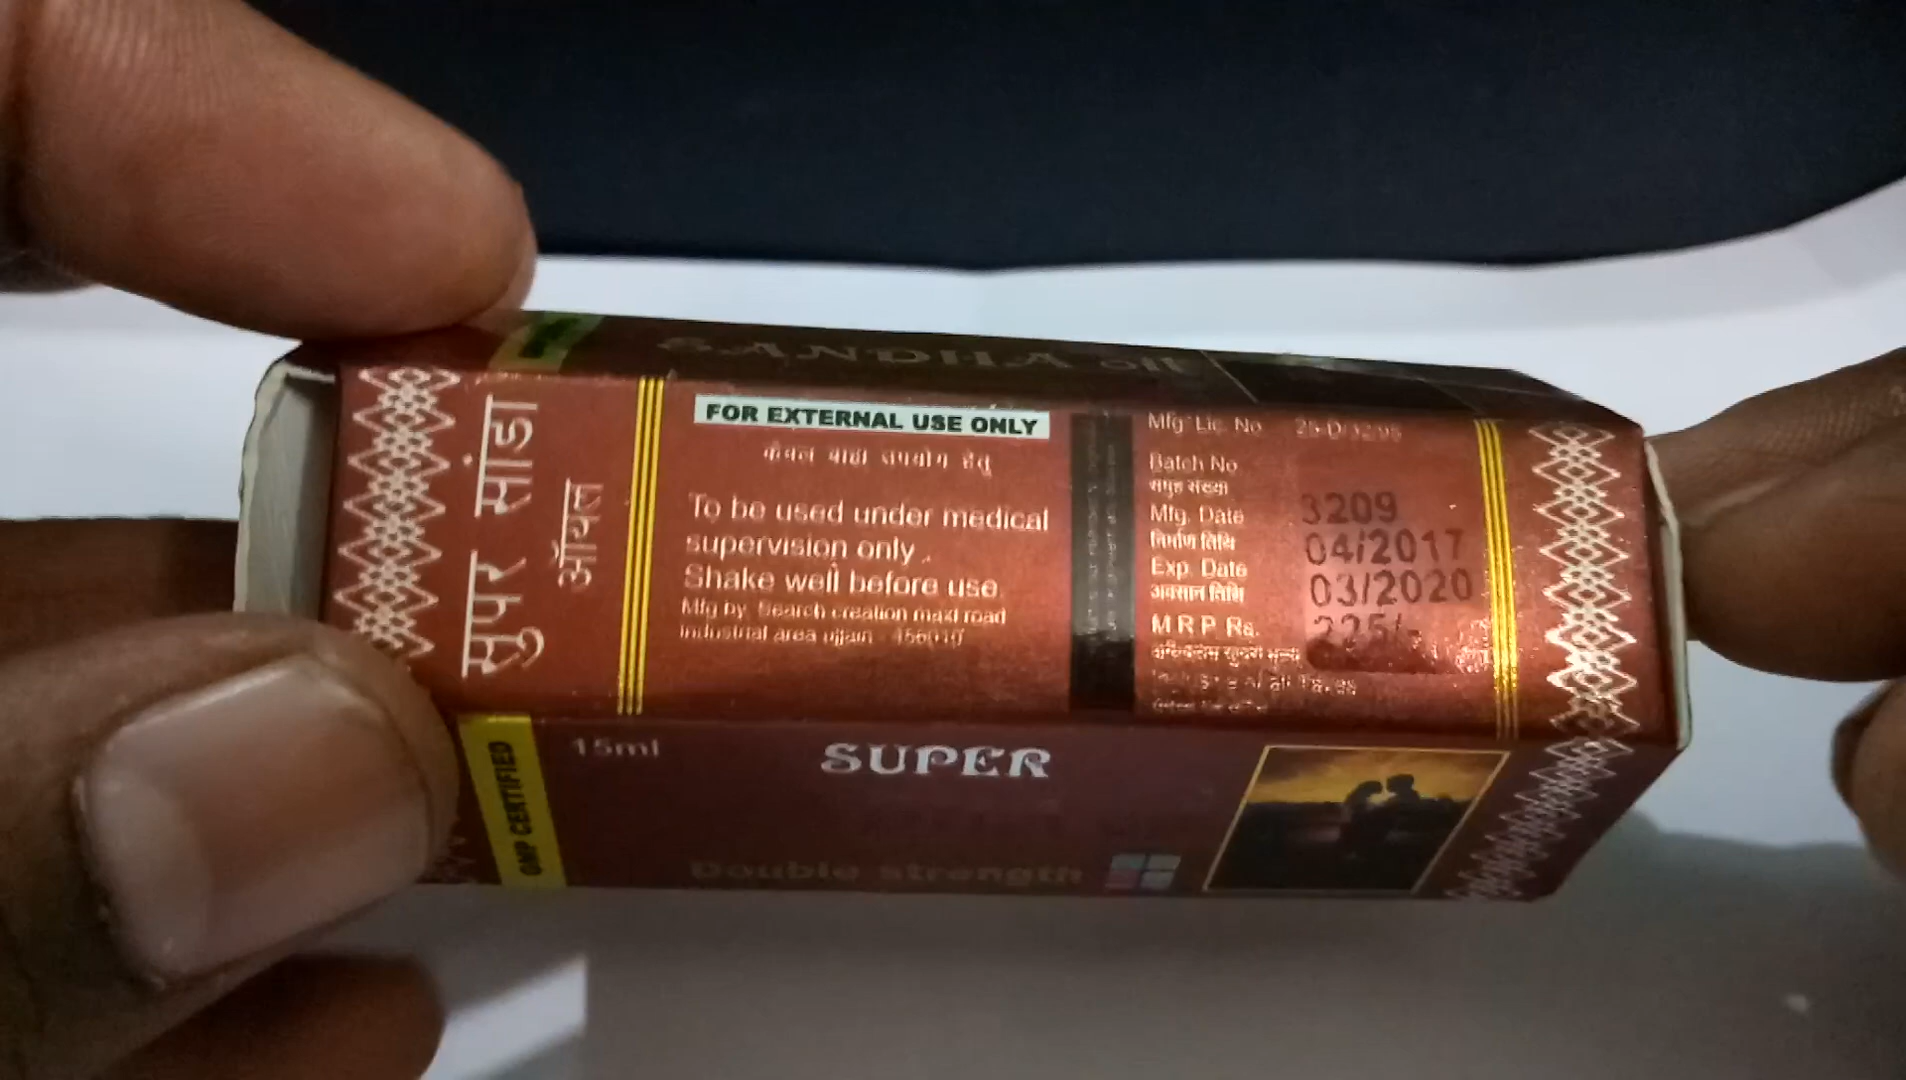 SANDHA oil
सुपर सांडा
ऑयल
FOR EXTERNAL USE ONLY
केवल बाह्य उपयोग हेतु
To be used under medical
supervision only.
Shake well before use
Mfg by. Search creation maxi road
Industrial area ujjain
Mfg. Lic. No
Batch No
3209
Mfg. Date 04/2017
निर्माण तिथि
Exp. Date 03/2020
अवसान तिथि
M R P Rs. 225/-
GMP CERTIFIED
15ml
SUPER
Double strength